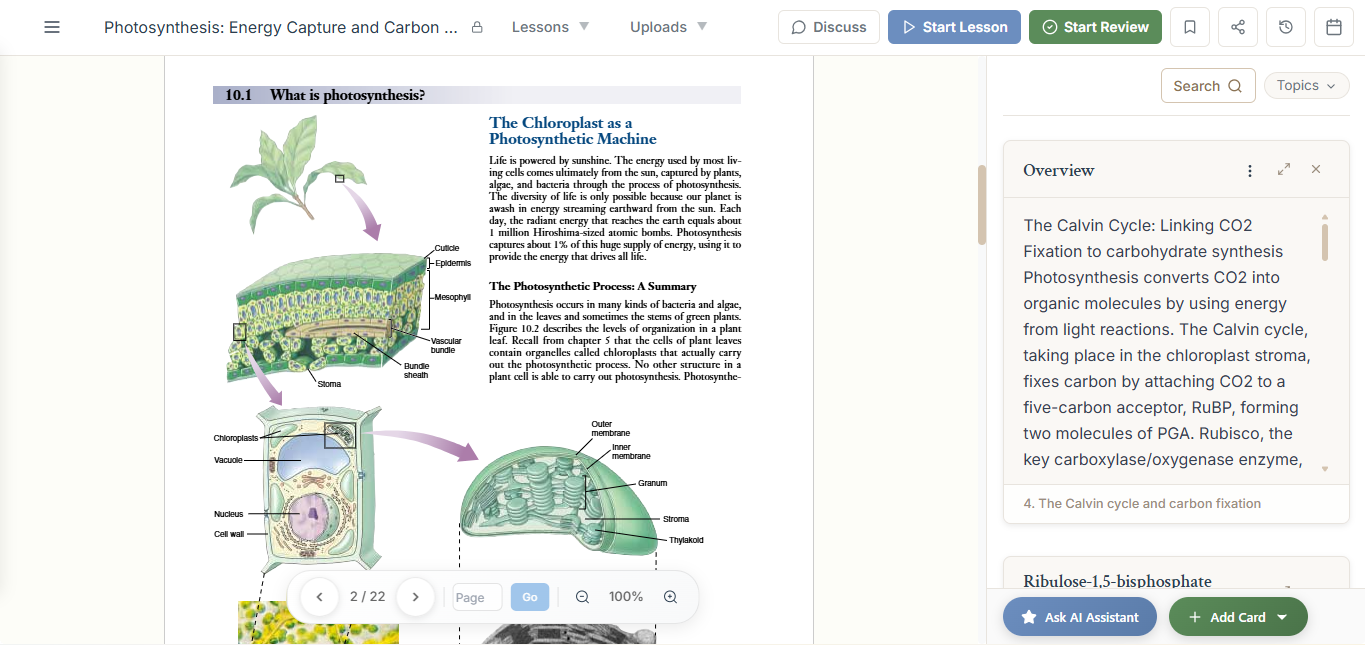 Photosynthesis: Energy Capture and Carbon ...
Lessons
Uploads
Discuss
Start Lesson
Start Review
10.1 What is photosynthesis?
The Chloroplast as a
Photosynthetic Machine
Life is powered by sunshine. The energy used by most liv-
ing cells comes ultimately from the sun, captured by plants,
algae, and bacteria through the process of photosynthesis.
The diversity of life is only possible because our planet is
awash in energy streaming earthward from the sun. Each
day, the radiant energy that reaches the earth equals about
1 million Hiroshima-sized atomic bombs. Photosynthesis
captures about 1% of this huge supply of energy, using it to
provide the energy that drives all life.
The Photosynthetic Process: A Summary
Photosynthesis occurs in many kinds of bacteria and algae,
and in the leaves and sometimes the stems of green plants.
Figure 10.2 describes the levels of organization in a plant
leaf. Recall from chapter 5 that the cells of plant leaves
contain organelles called chloroplasts that actually carry
out the photosynthetic process. No other structure in a
plant cell is able to carry out photosynthesis. Photosynthe-
Cuticle
Epidermis
Mesophyll
Vascular
bundle
Bundle
sheath
Stoma
Chloroplasts
Vacuole
Nucleus
Cell wall
Outer
membrane
Inner
membrane
Granum
Stroma
Thylakoid
2 / 22
Page
Go
100%
Search
Topics
Overview
The Calvin Cycle: Linking CO2
Fixation to carbohydrate synthesis
Photosynthesis converts CO2 into
organic molecules by using energy
from light reactions. The Calvin cycle,
taking place in the chloroplast stroma,
fixes carbon by attaching CO2 to a
five-carbon acceptor, RuBP, forming
two molecules of PGA. Rubisco, the
key carboxylase/oxygenase enzyme,
4. The Calvin cycle and carbon fixation
Ribulose-1,5-bisphosphate
Ask AI Assistant
Add Card